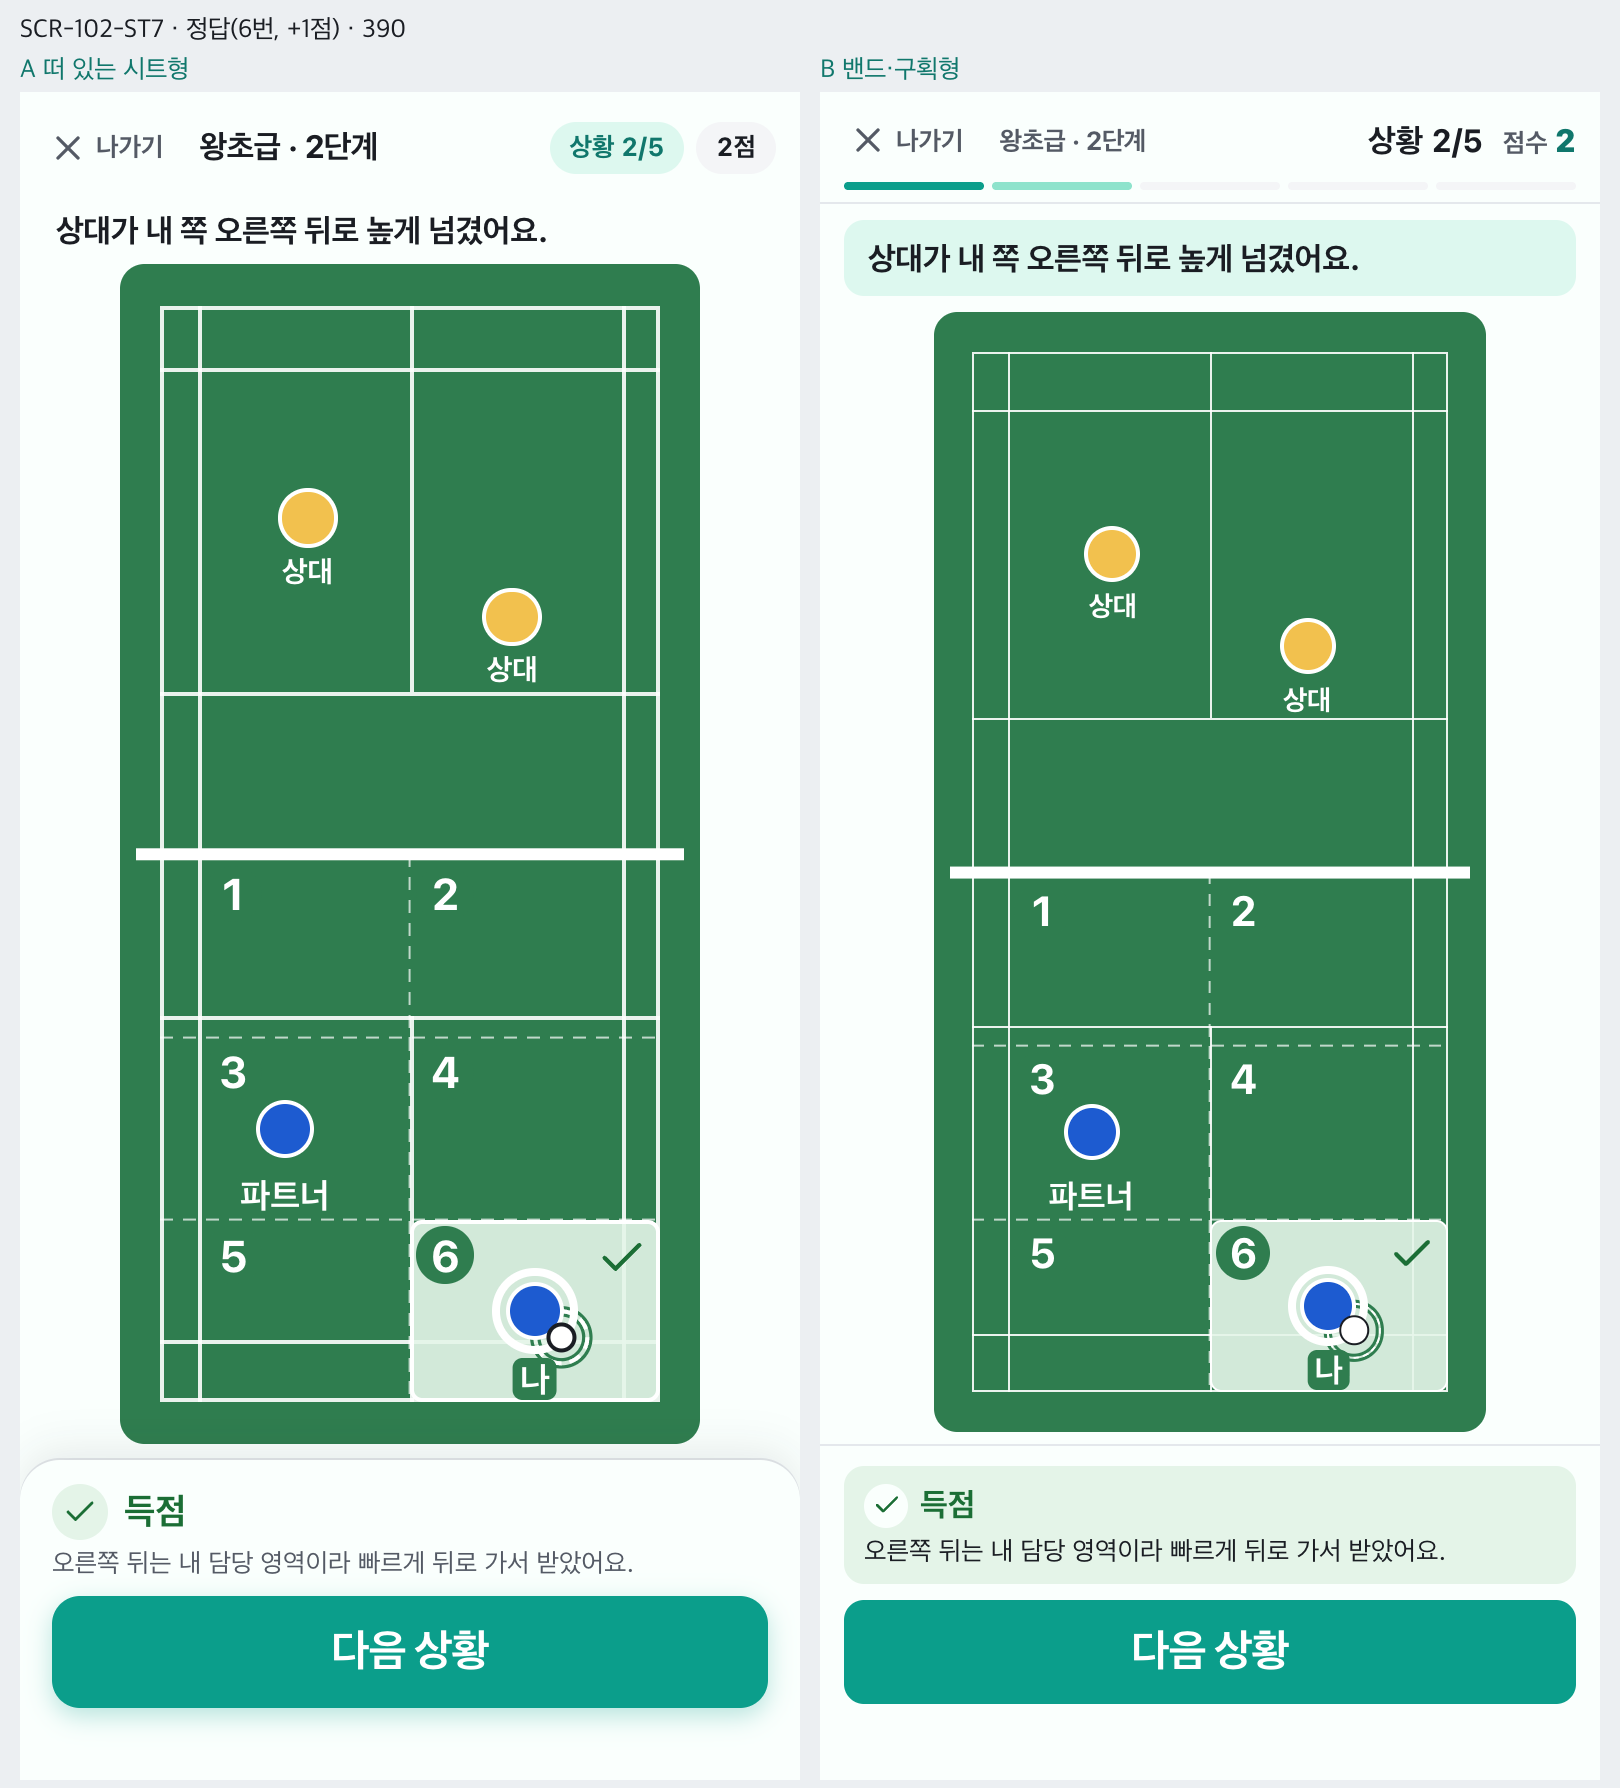 SCR-102-ST7 · 정답(6번, +1점) · 390
A 떠 있는 시트형
나가기 왕초급 · 2단계 상황 2/5 2점
상대가 내 쪽 오른쪽 뒤로 높게 넘겼어요.
상대
상대
1 2
3 4
파트너
5 6
나
득점
오른쪽 뒤는 내 담당 영역이라 빠르게 뒤로 가서 받았어요.
다음 상황
B 밴드·구획형
나가기 왕초급 · 2단계 상황 2/5 점수 2
상대가 내 쪽 오른쪽 뒤로 높게 넘겼어요.
상대
상대
1 2
3 4
파트너
5 6
나
득점
오른쪽 뒤는 내 담당 영역이라 빠르게 뒤로 가서 받았어요.
다음 상황